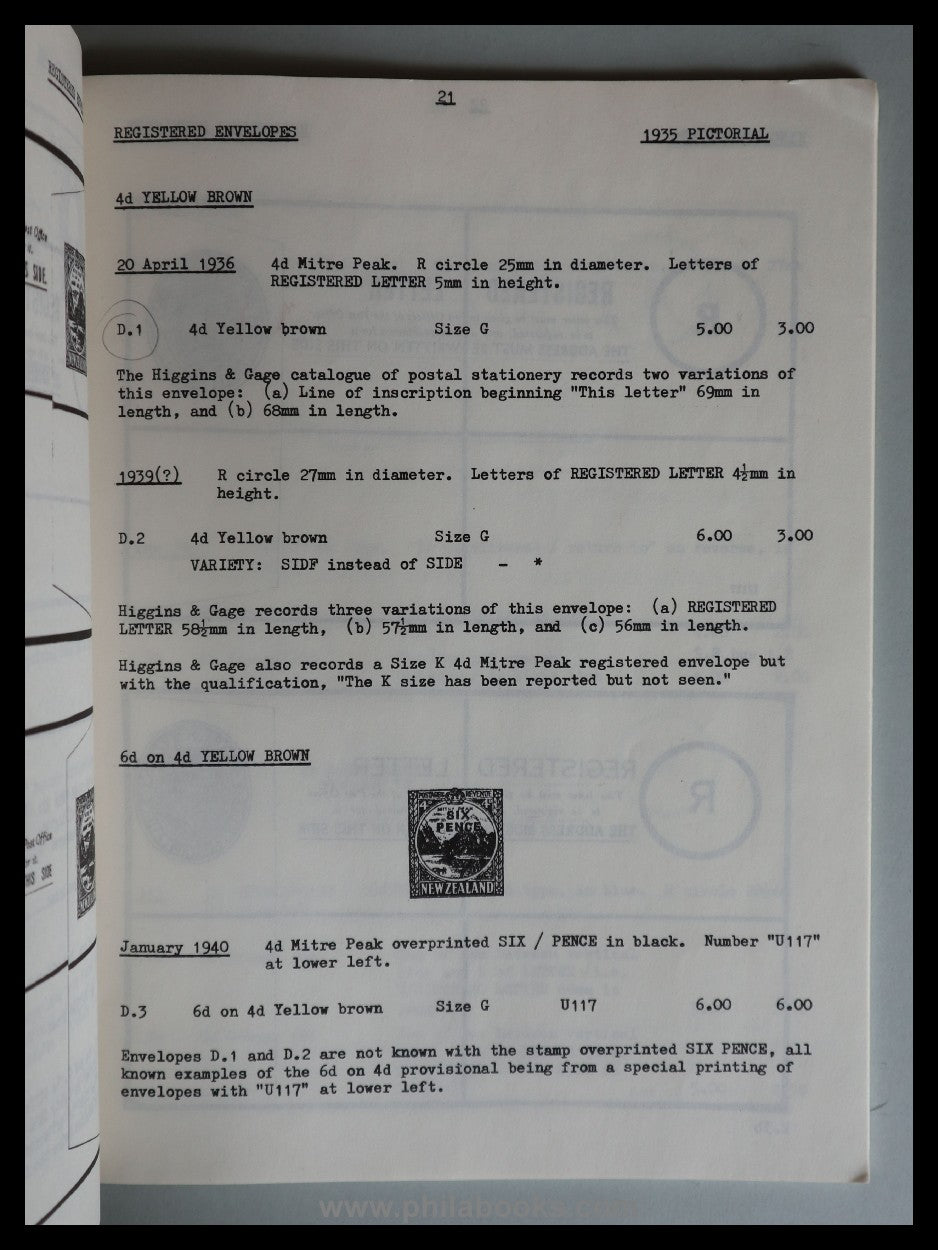 21
REGISTERED ENVELOPES 1935 PICTORIAL
4d YELLOW BROWN
20 April 1936 4d Mitre Peak. R circle 25mm in diameter. Letters of
REGISTERED LETTER 5mm in height.
D.1 4d Yellow brown Size G 5.00 3.00
The Higgins & Gage catalogue of postal stationery records two variations of
this envelope: (a) Line of inscription beginning "This letter" 69mm in
length, and (b) 68mm in length.
1939(?) R circle 27mm in diameter. Letters of REGISTERED LETTER 4½mm in
height.
D.2 4d Yellow brown Size G 6.00 3.00
VARIETY: SIDF instead of SIDE - *
Higgins & Gage records three variations of this envelope: (a) REGISTERED
LETTER 58½mm in length, (b) 57½mm in length, and (c) 56mm in length.
Higgins & Gage also records a Size K 4d Mitre Peak registered envelope but
with the qualification, "The K size has been reported but not seen."
6d on 4d YELLOW BROWN
POSTAGE REVENUE
SIX
PENCE
NEW ZEALAND
January 1940 4d Mitre Peak overprinted SIX / PENCE in black. Number "U117"
at lower left.
D.3 6d on 4d Yellow brown Size G U117 6.00 6.00
Envelopes D.1 and D.2 are not known with the stamp overprinted SIX PENCE, all
known examples of the 6d on 4d provisional being from a special printing of
envelopes with "U117" at lower left.
www.philabooks.com